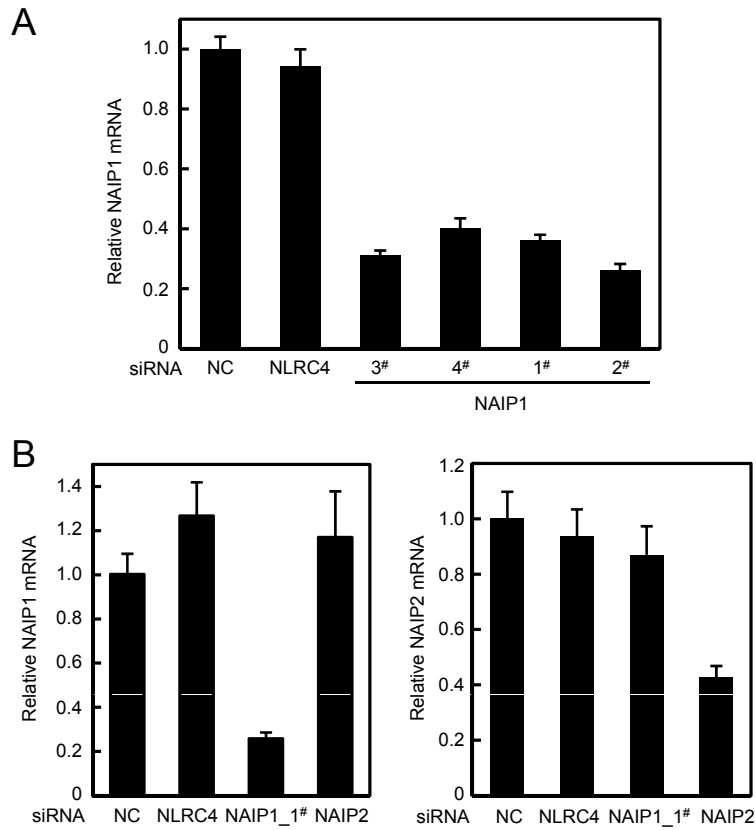 A
Relative NAIP1 mRNA
1.0
0.8
0.6
0.4
0.2
0
siRNA NC NLRC4 3# 4# 1# 2#
NAIP1
B
Relative NAIP1 mRNA
1.4
1.2
1.0
0.8
0.6
0.4
0.2
0
siRNA NC NLRC4 NAIP1_1# NAIP2
Relative NAIP2 mRNA
1.2
1.0
0.8
0.6
0.4
0.2
0
siRNA NC NLRC4 NAIP1_1# NAIP2